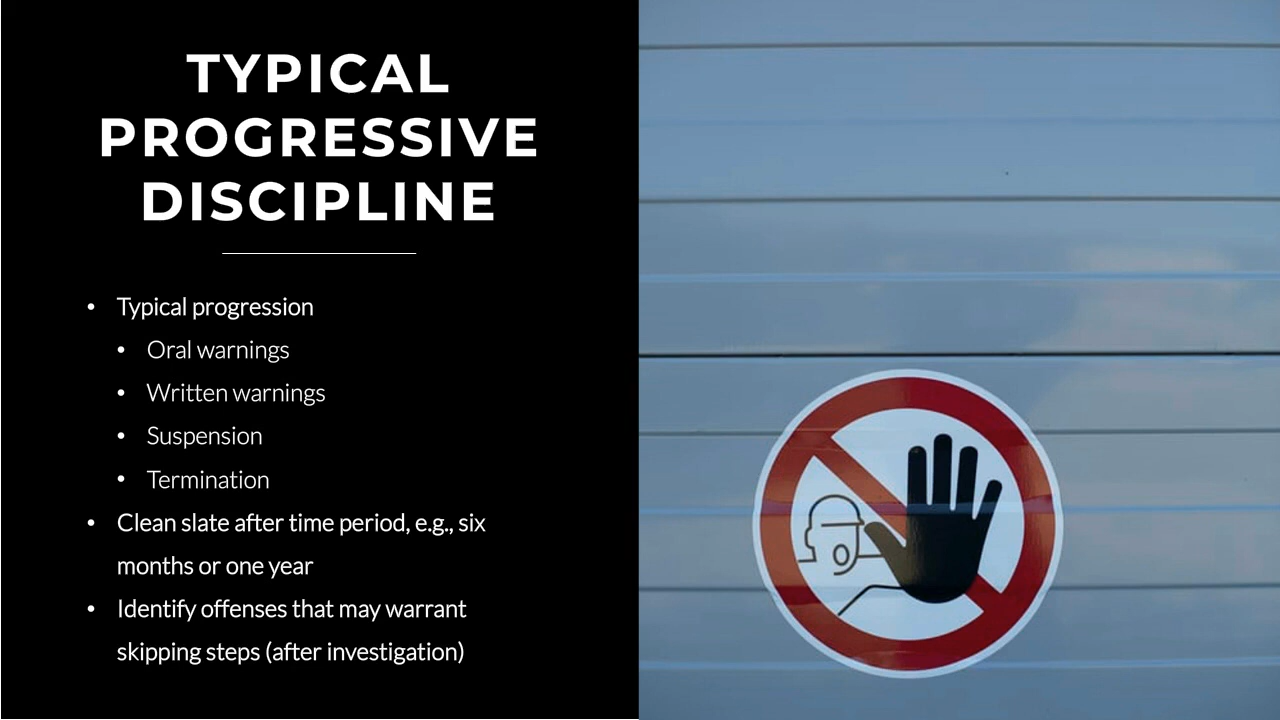 TYPICAL
PROGRESSIVE
DISCIPLINE
• Typical progression
• Oral warnings
• Written warnings
• Suspension
• Termination
• Clean slate after time period, e.g., six
months or one year
• Identify offenses that may warrant
skipping steps (after investigation)